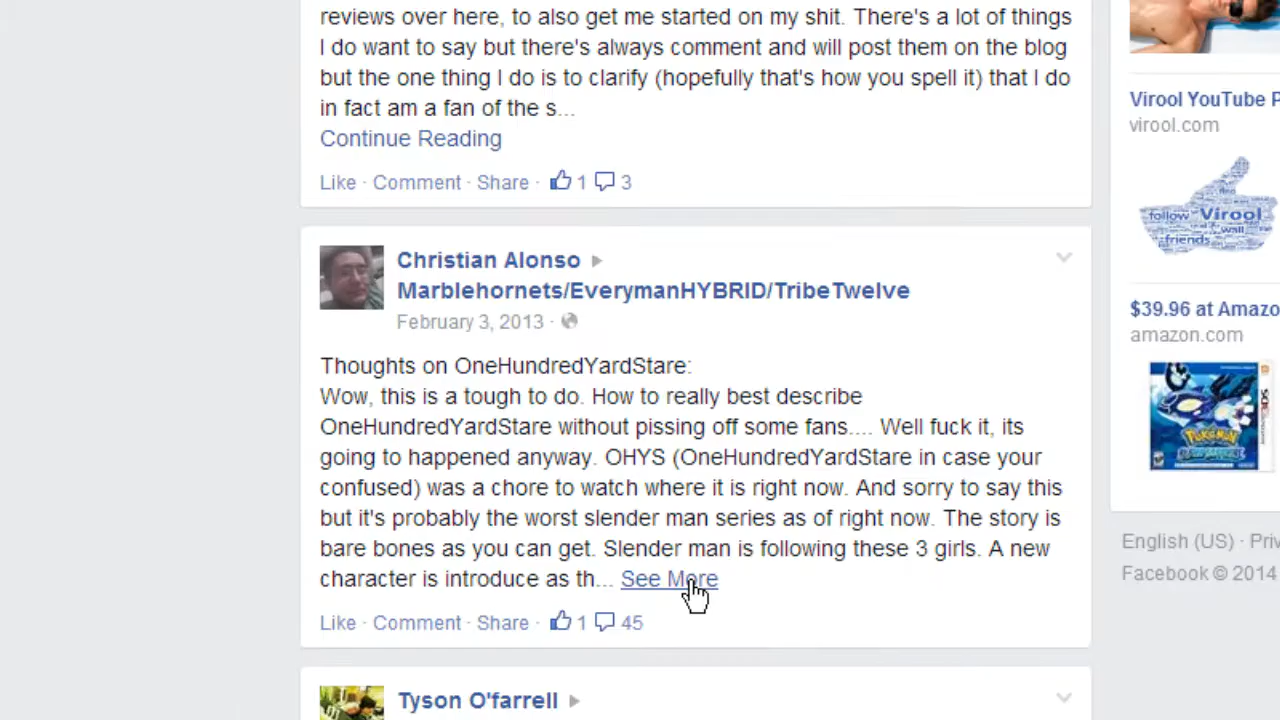 reviews over here, to also get me started on my shit. There's a lot of things
I do want to say but there's always comment and will post them on the blog
but the one thing I do is to clarify (hopefully that's how you spell it) that I do
in fact am a fan of the s...
Continue Reading
Like · Comment · Share · 1 3
Christian Alonso
Marblehornets/EverymanHYBRID/TribeTwelve
February 3, 2013 ·
Thoughts on OneHundredYardStare:
Wow, this is a tough to do. How to really best describe
OneHundredYardStare without pissing off some fans.... Well fuck it, its
going to happened anyway. OHYS (OneHundredYardStare in case your
confused) was a chore to watch where it is right now. And sorry to say this
but it's probably the worst slender man series as of right now. The story is
bare bones as you can get. Slender man is following these 3 girls. A new
character is introduce as th... See More
Like · Comment · Share · 1 45
Tyson O'farrell
Virool YouTube P
virool.com
follow Virool
friends
$39.96 at Amazo
amazon.com
POKéMON
English (US) · Priv
Facebook © 2014